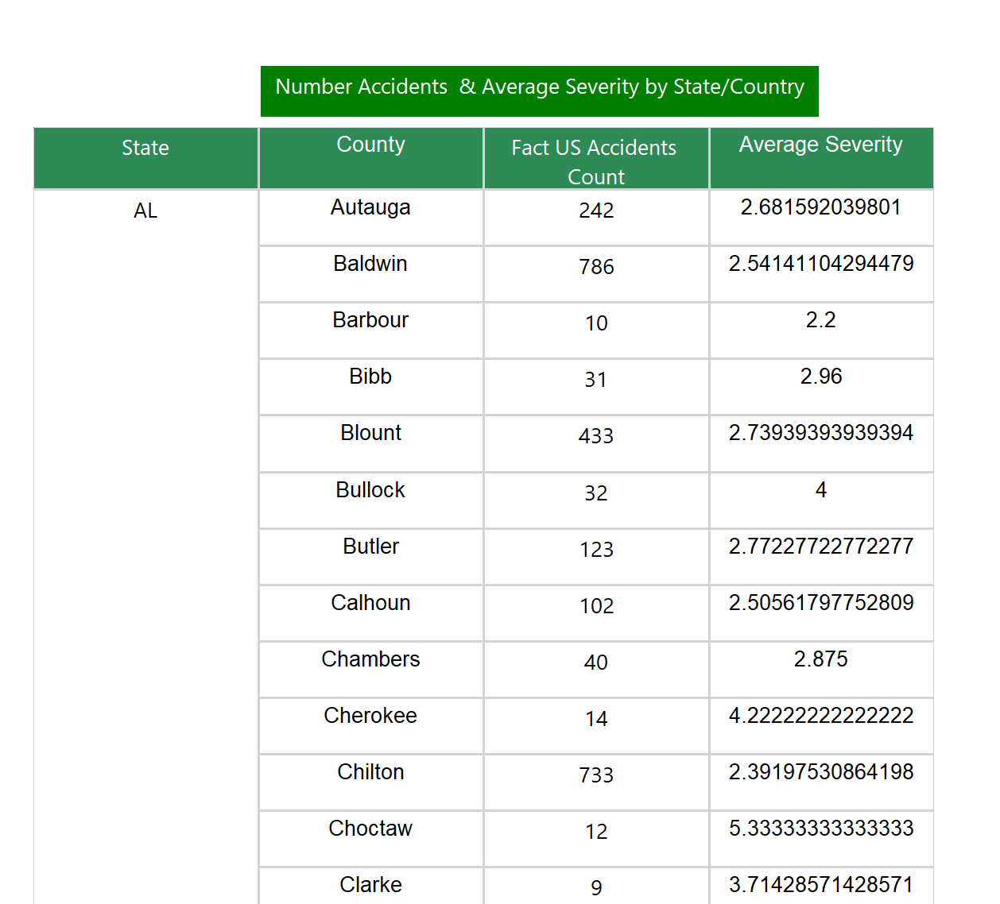 Number Accidents  & Average Severity by State/Country
State County Fact US Accidents Average Severity
Count
AL Autauga 242 2.681592039801
Baldwin 786 2.54141104294479
Barbour 10 2.2
Bibb 31 2.96
Blount 433 2.73939393939394
Bullock 32 4
Butler 123 2.77227722772277
Calhoun 102 2.50561797752809
Chambers 40 2.875
Cherokee 14 4.22222222222222
Chilton 733 2.39197530864198
Choctaw 12 5.33333333333333
Clarke 9 3.71428571428571